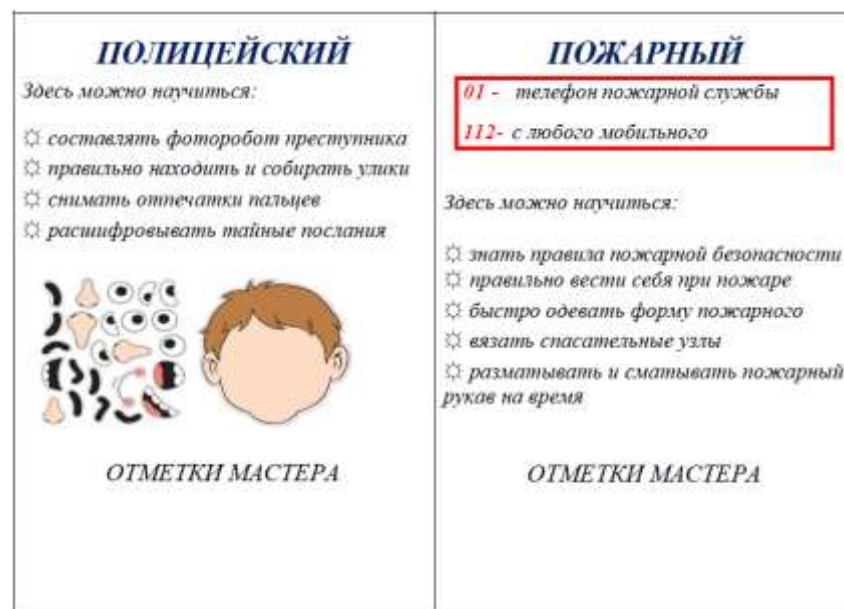 ПОЛИЦЕЙСКИЙ
Здесь можно научиться:
составлять фоторобот преступника
правильно находить и собирать улики
снимать отпечатки пальцев
расшифровывать тайные послания
ОТМЕТКИ МАСТЕРА
ПОЖАРНЫЙ
01 - телефон пожарной службы
112- с любого мобильного
Здесь можно научиться:
знать правила пожарной безопасности
правильно вести себя при пожаре
быстро одевать форму пожарного
вязать спасательные узлы
разматывать и сматывать пожарный
рукав на время
ОТМЕТКИ МАСТЕРА